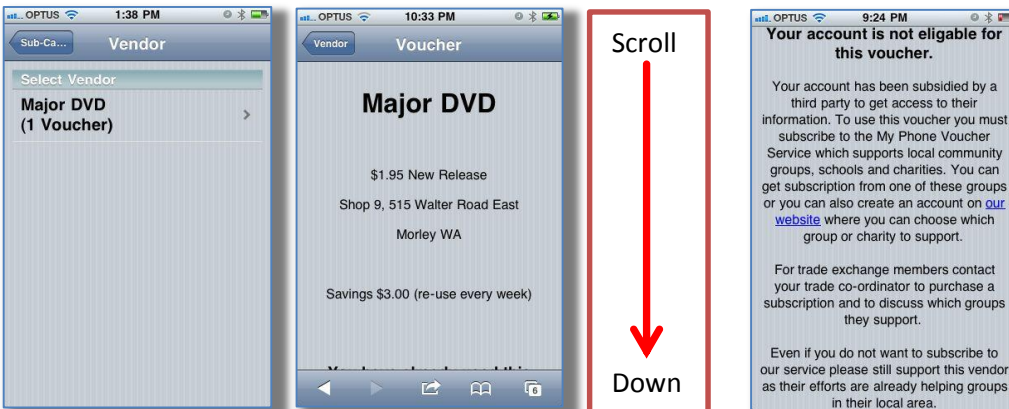 OPTUS 1:38 PM
Sub-Ca... Vendor
Select Vendor
Major DVD
(1 Voucher)
OPTUS 10:33 PM
Vendor Voucher
Major DVD
$1.95 New Release
Shop 9, 515 Walter Road East
Morley WA
Savings $3.00 (re-use every week)
6
Scroll
Down
OPTUS 9:24 PM
Your account is not eligable for
this voucher.
Your account has been subsidied by a
third party to get access to their
information. To use this voucher you must
subscribe to the My Phone Voucher
Service which supports local community
groups, schools and charities. You can
get subscription from one of these groups
or you can also create an account on our
website where you can choose which
group or charity to support.
For trade exchange members contact
your trade co-ordinator to purchase a
subscription and to discuss which groups
they support.
Even if you do not want to subscribe to
our service please still support this vendor
as their efforts are already helping groups
in their local area.